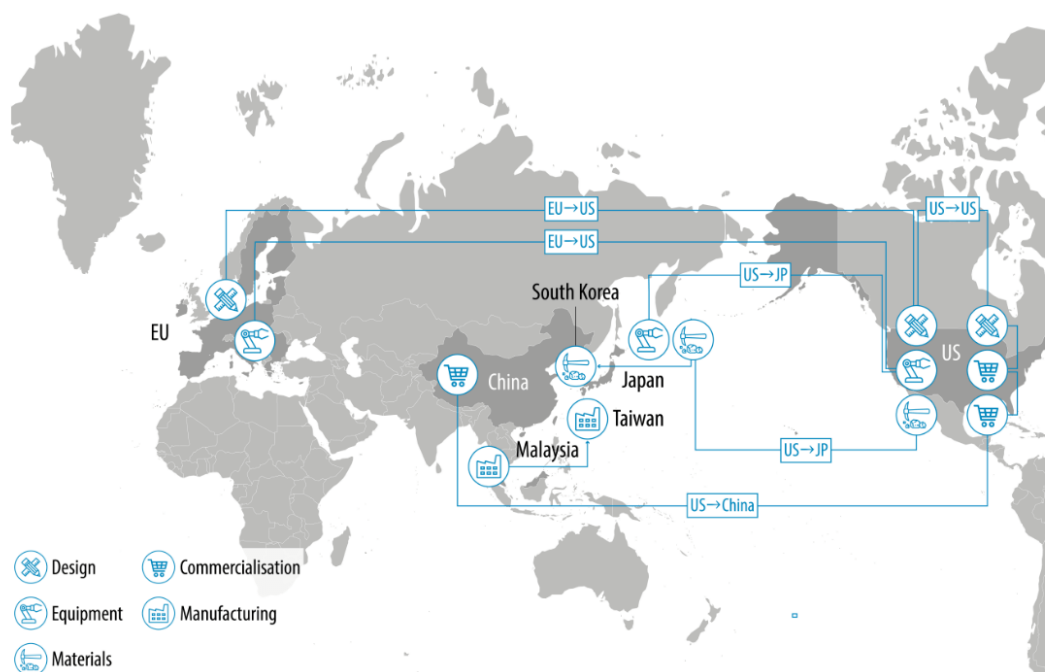 EU→US
US→US
EU→US
US→JP
South Korea
EU
US
China
Japan
Taiwan
Malaysia
US→JP
US→China
Design
Commercialisation
Equipment
Manufacturing
Materials